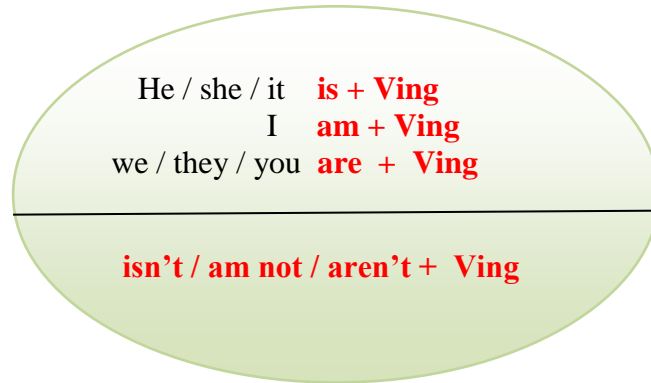 He / she / it is + Ving
I am + Ving
we / they / you are + Ving
isn’t / am not / aren’t + Ving